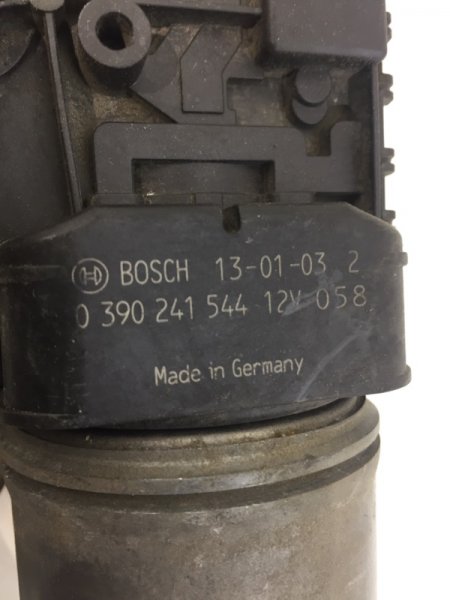 BOSCH 13-01-03 2
0 390 241 544 12V 058
Made in Germany